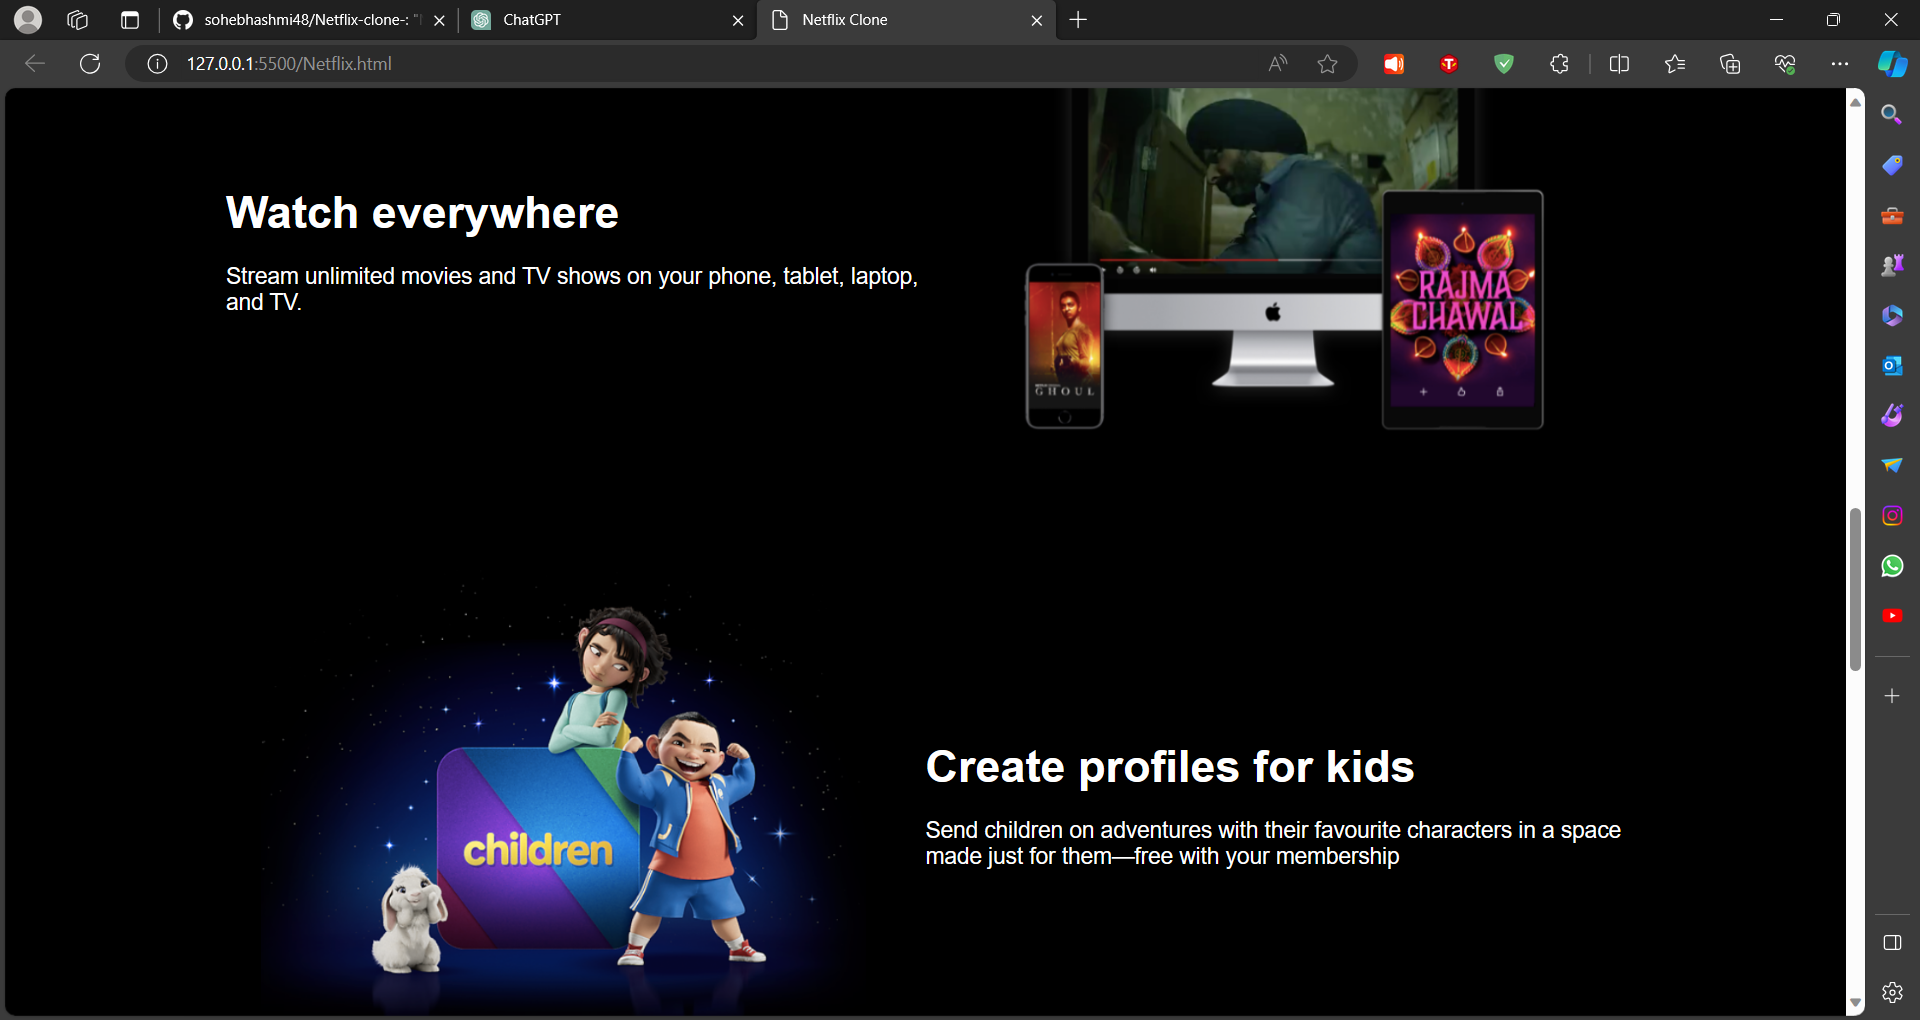 sohebhashmi48/Netflix-clone-: "
ChatGPT
Netflix Clone
127.0.0.1:5500/Netflix.html
Watch everywhere
Stream unlimited movies and TV shows on your phone, tablet, laptop,
and TV.
GHOUL
RAJMA
CHAWAL
children
Create profiles for kids
Send children on adventures with their favourite characters in a space
made just for them—free with your membership